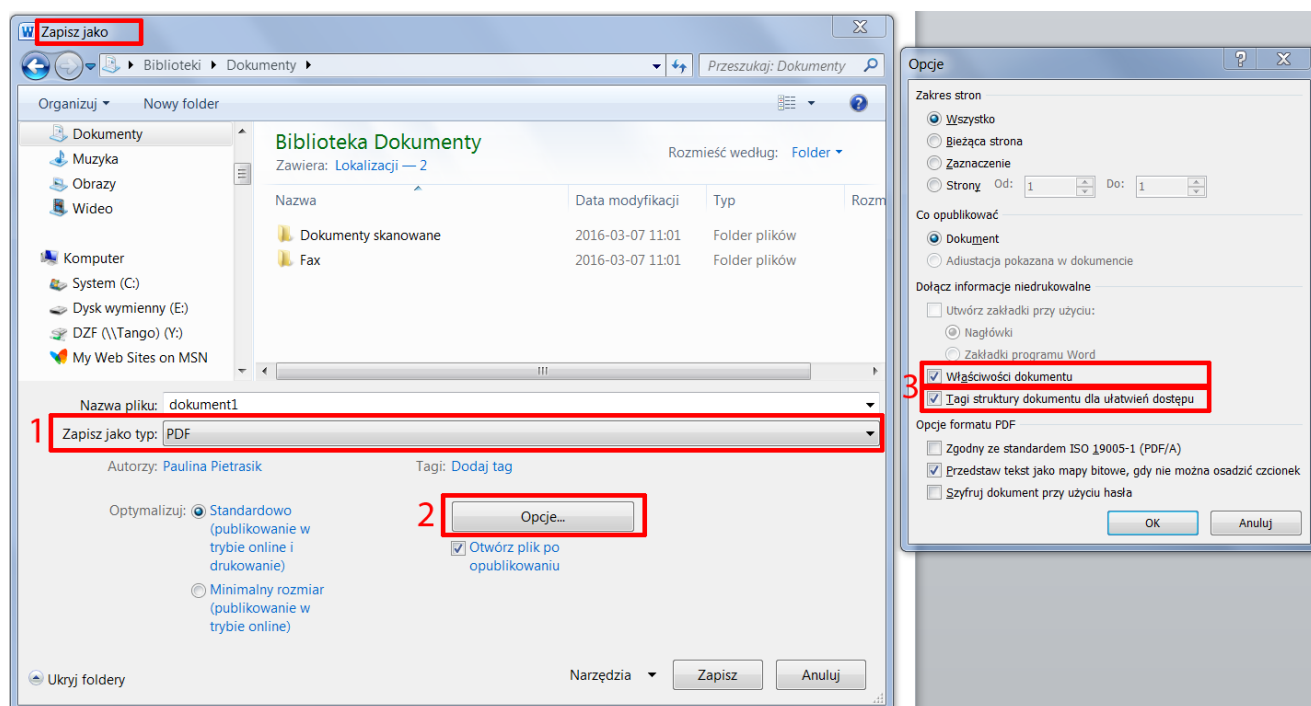 Zapisz jako
Biblioteki Dokumenty
Przeszukaj: Dokumenty
Organizuj Nowy folder
Dokumenty
Muzyka
Obrazy
Wideo
Komputer
System (C:)
Dysk wymienny (E:)
DZF (\\Tango) (Y:)
My Web Sites on MSN
Biblioteka Dokumenty
Zawiera: Lokalizacji — 2
Rozmieść według: Folder
Nazwa Data modyfikacji Typ Rozm
Dokumenty skanowane 2016-03-07 11:01 Folder plików
Fax 2016-03-07 11:01 Folder plików
Nazwa pliku: dokument1
1 Zapisz jako typ: PDF
Autorzy: Paulina Pietrasik Tagi: Dodaj tag
Optymalizuj: Standardowo
(publikowanie w
trybie online i
drukowanie)
Minimalny rozmiar
(publikowanie w
trybie online)
2 Opcje...
Otwórz plik po
opublikowaniu
Ukryj foldery
Narzędzia Zapisz Anuluj
Opcje
Zakres stron
Wszystko
Bieżąca strona
Zaznaczenie
Strony Od: 1 Do: 1
Co opublikować
Dokument
Adiustacja pokazana w dokumencie
Dołącz informacje niedrukowalne
Utwórz zakładki przy użyciu:
Nagłówki
Zakładki programu Word
3 Właściwości dokumentu
Tagi struktury dokumentu dla ułatwień dostępu
Opcje formatu PDF
Zgodny ze standardem ISO 19005-1 (PDF/A)
Przedstaw tekst jako mapy bitowe, gdy nie można osadzić czcionek
Szyfruj dokument przy użyciu hasła
OK Anuluj